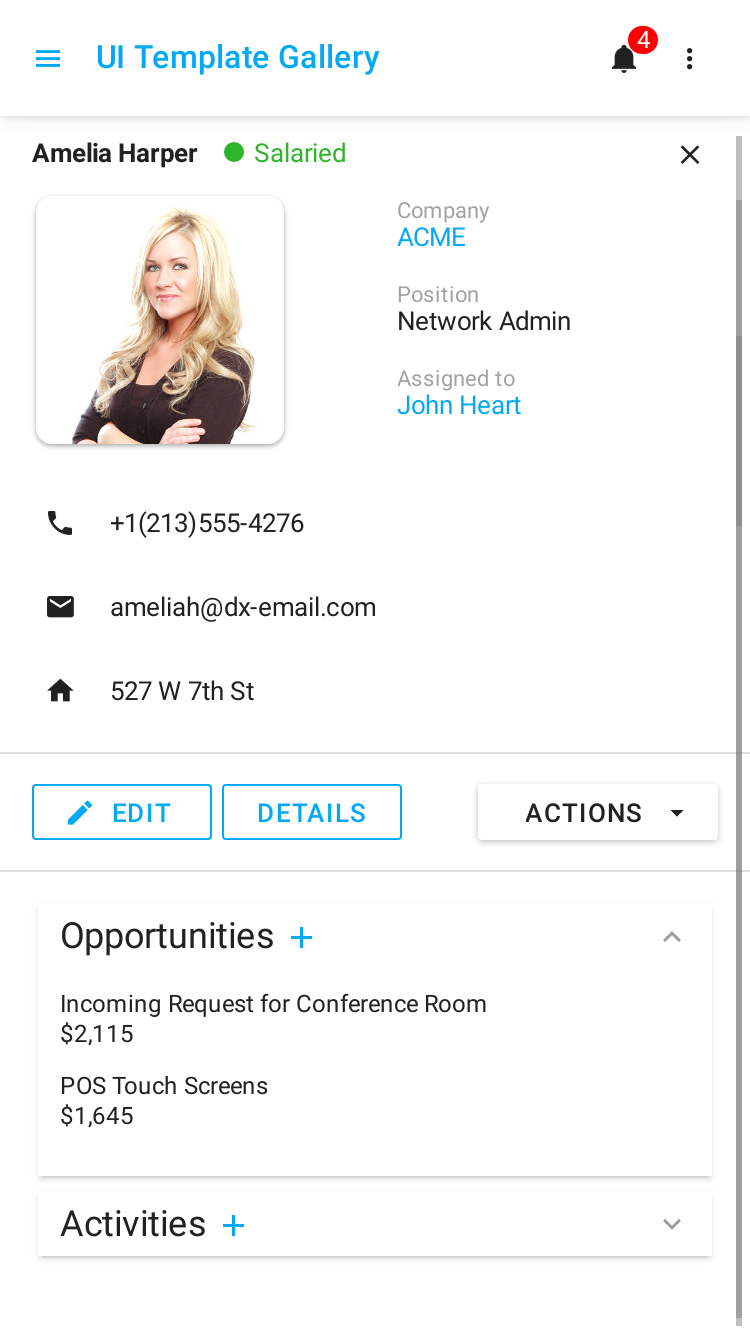 UI Template Gallery
4
Amelia Harper
Salaried
Company
ACME
Position
Network Admin
Assigned to
John Heart
+1(213)555-4276
ameliah@dx-email.com
527 W 7th St
EDIT
DETAILS
ACTIONS
Opportunities
Incoming Request for Conference Room
$2,115
POS Touch Screens
$1,645
Activities